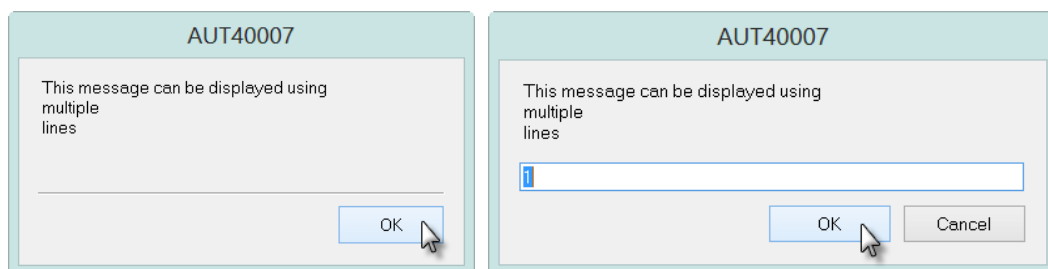 AUT40007
This message can be displayed using
multiple
lines
OK
AUT40007
This message can be displayed using
multiple
lines
1
OK
Cancel